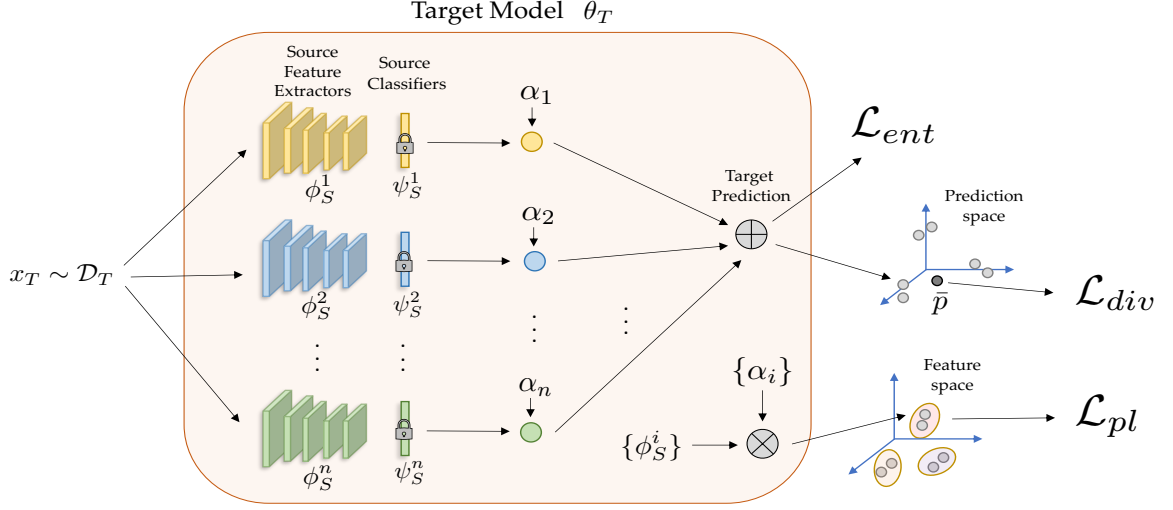 Target Model θ_T
Source
Feature
Extractors
Source
Classifiers
α_1
ϕ_S^1
ψ_S^1
α_2
ϕ_S^2
ψ_S^2
x_T ∼ 𝒟_T
α_n
ϕ_S^n
ψ_S^n
Target
Prediction
{α_i}
{ϕ_S^i}
ℒ_ent
Prediction
space
p̄
ℒ_div
Feature
space
ℒ_pl